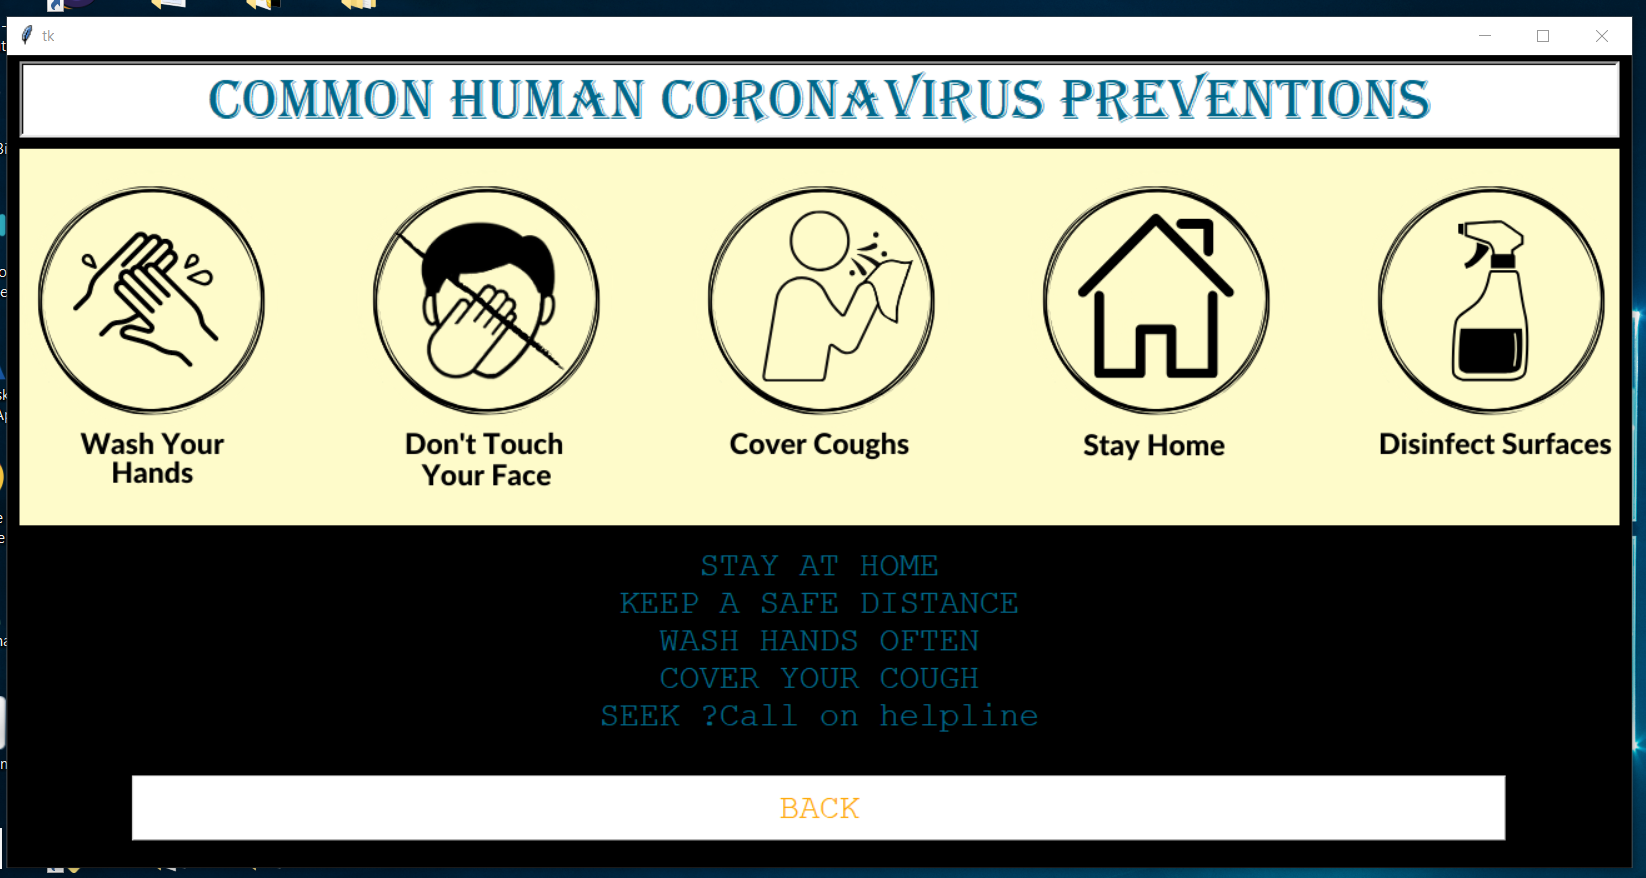 tk
COMMON HUMAN CORONAVIRUS PREVENTIONS
Wash Your
Hands
Don't Touch
Your Face
Cover Coughs
Stay Home
Disinfect Surfaces
STAY AT HOME
KEEP A SAFE DISTANCE
WASH HANDS OFTEN
COVER YOUR COUGH
SEEK ?Call on helpline
BACK